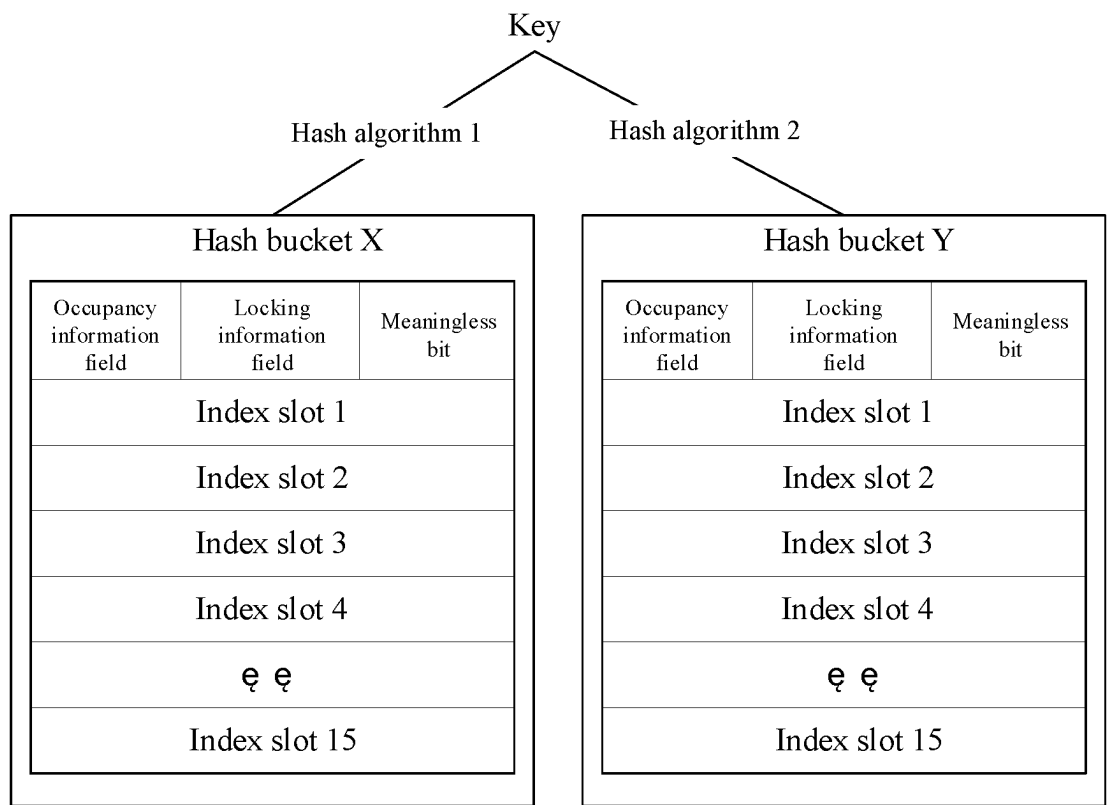 Key
Hash algorithm 1
Hash algorithm 2
Hash bucket X
Occupancy
information
field
Locking
information
field
Meaningless
bit
Index slot 1
Index slot 2
Index slot 3
Index slot 4
ę ę
Index slot 15
Hash bucket Y
Occupancy
information
field
Locking
information
field
Meaningless
bit
Index slot 1
Index slot 2
Index slot 3
Index slot 4
ę ę
Index slot 15